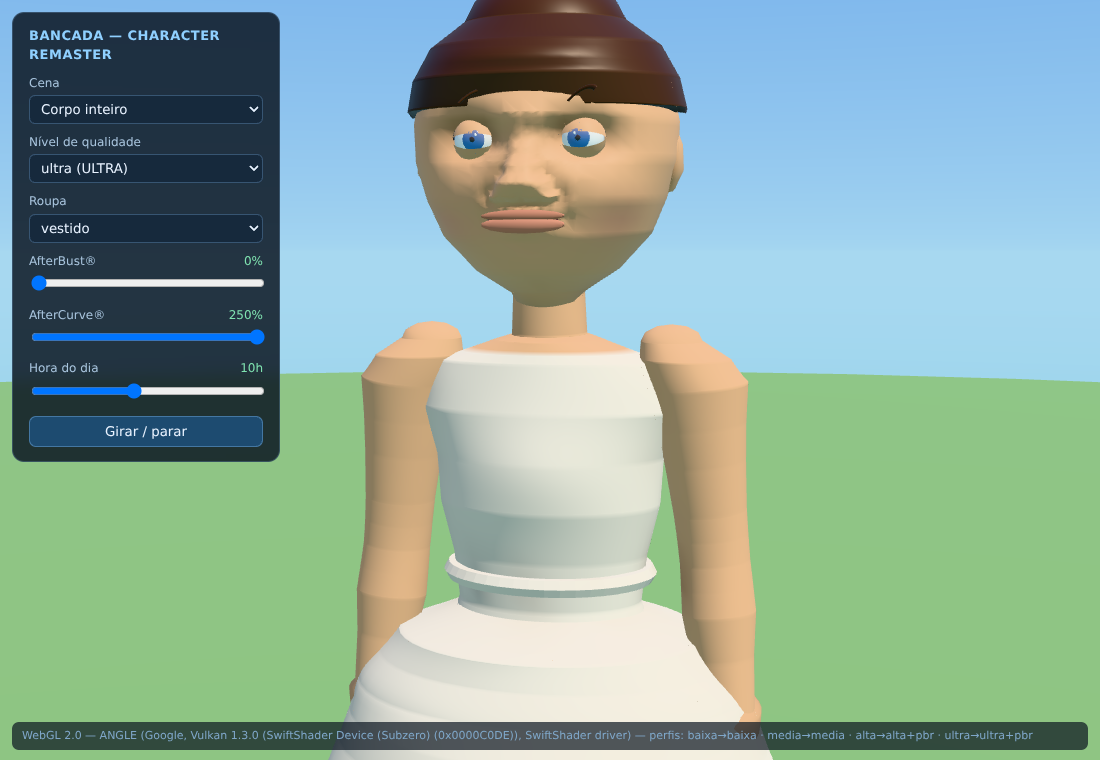 BANCADA — CHARACTER
REMASTER
Cena
Corpo inteiro
Nível de qualidade
ultra (ULTRA)
Roupa
vestido
AfterBust® 0%
AfterCurve® 250%
Hora do dia 10h
Girar / parar
WebGL 2.0 — ANGLE (Google, Vulkan 1.3.0 (SwiftShader Device (Subzero) (0x0000C0DE)), SwiftShader driver) — perfis: baixa→baixa · media→media · alta→alta+pbr · ultra→ultra+pbr